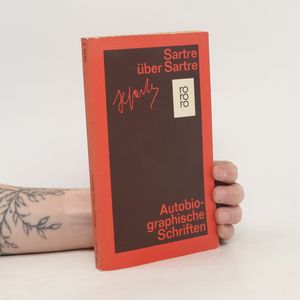 Sartre
über Sartre
ro
ro
ro
Autobio-
graphische
Schriften